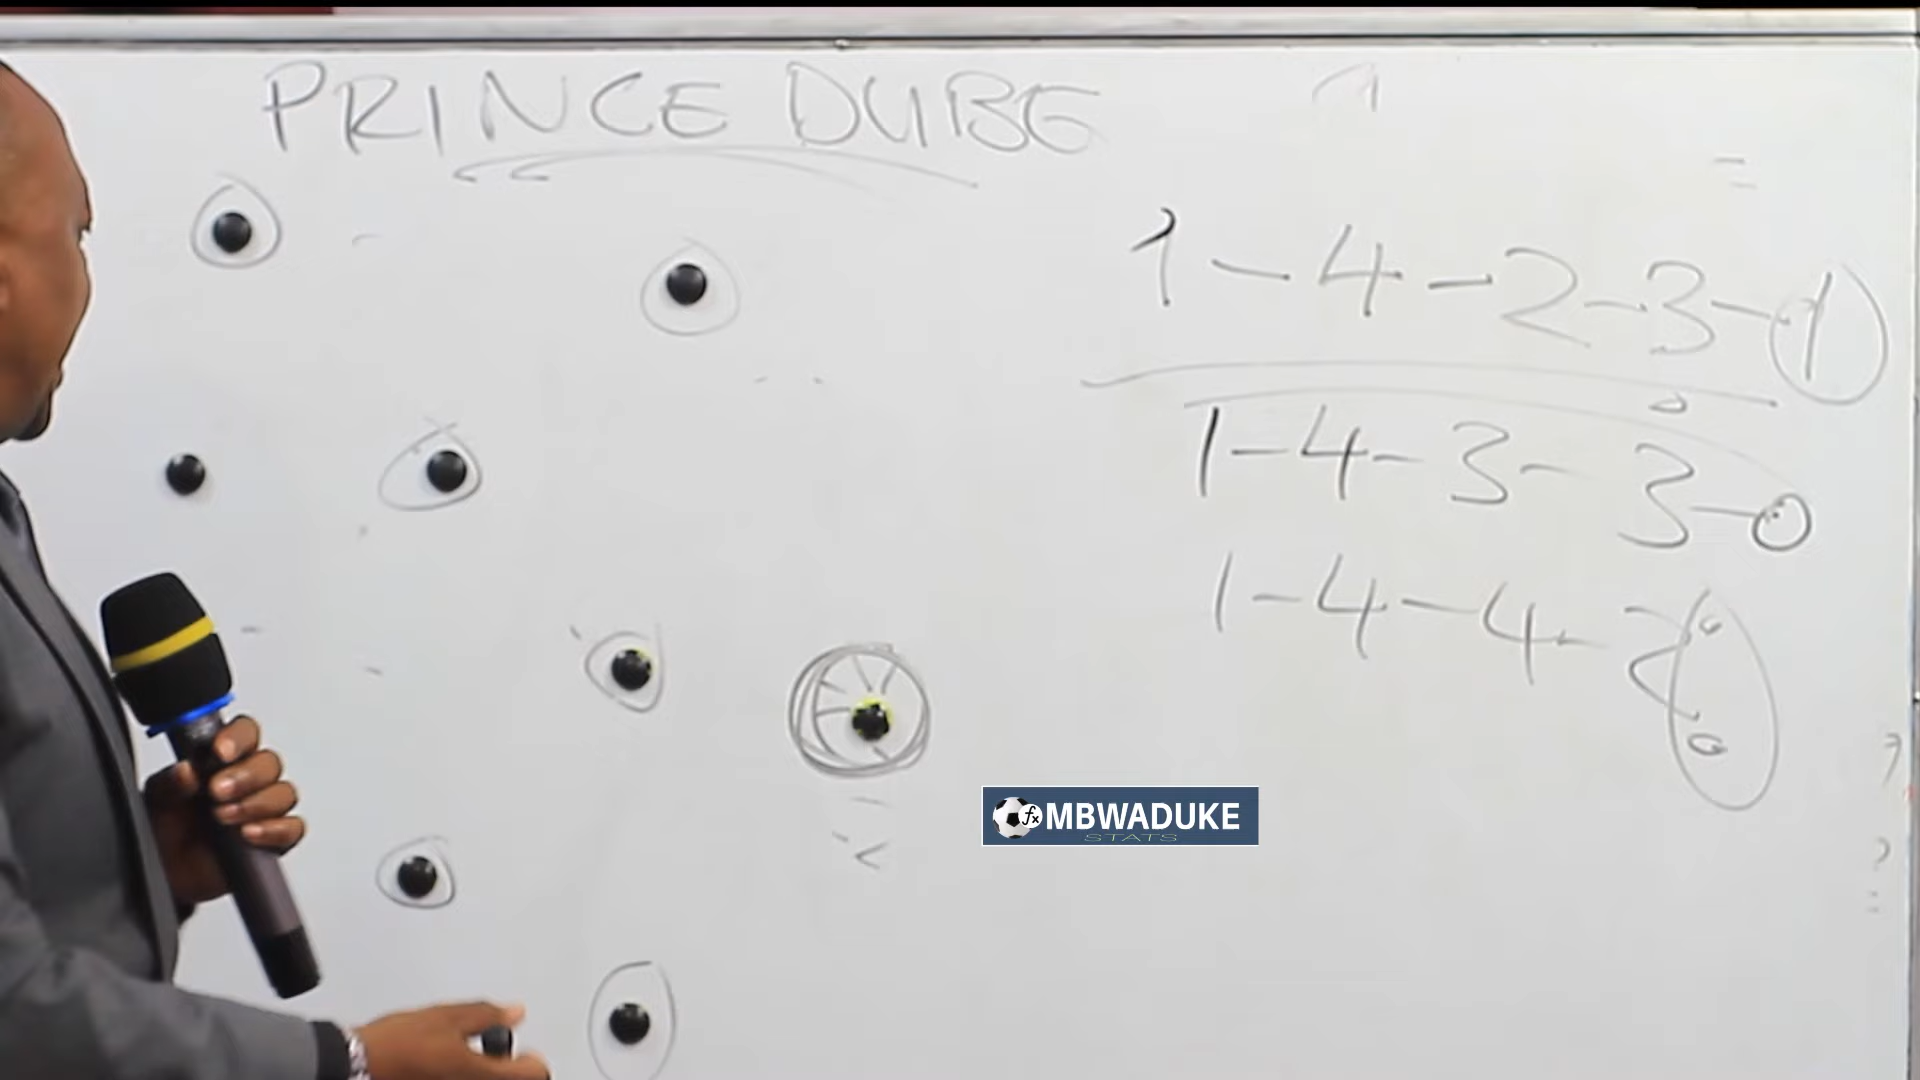 PRINCE DUBE
1-4-2-3-1
1-4-3-3-0
1-4-4-2
MBWADUKE
STATS